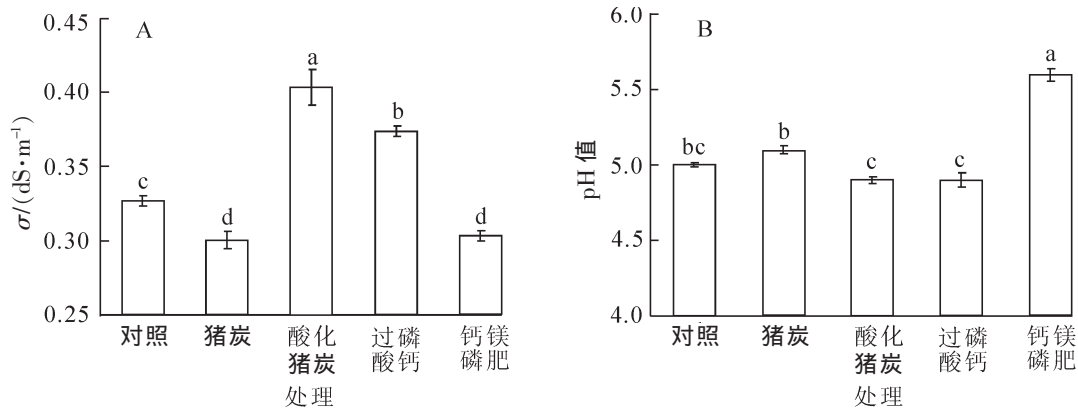 A
σ/(dS·m⁻¹)
0.45
0.40
0.35
0.30
0.25
c
d
a
b
d
对照
猪炭
酸化
猪炭
过磷
酸钙
钙镁
磷肥
处理
B
pH值
6.0
5.5
5.0
4.5
4.0
bc
b
c
c
a
对照
猪炭
酸化
猪炭
过磷
酸钙
钙镁
磷肥
处理